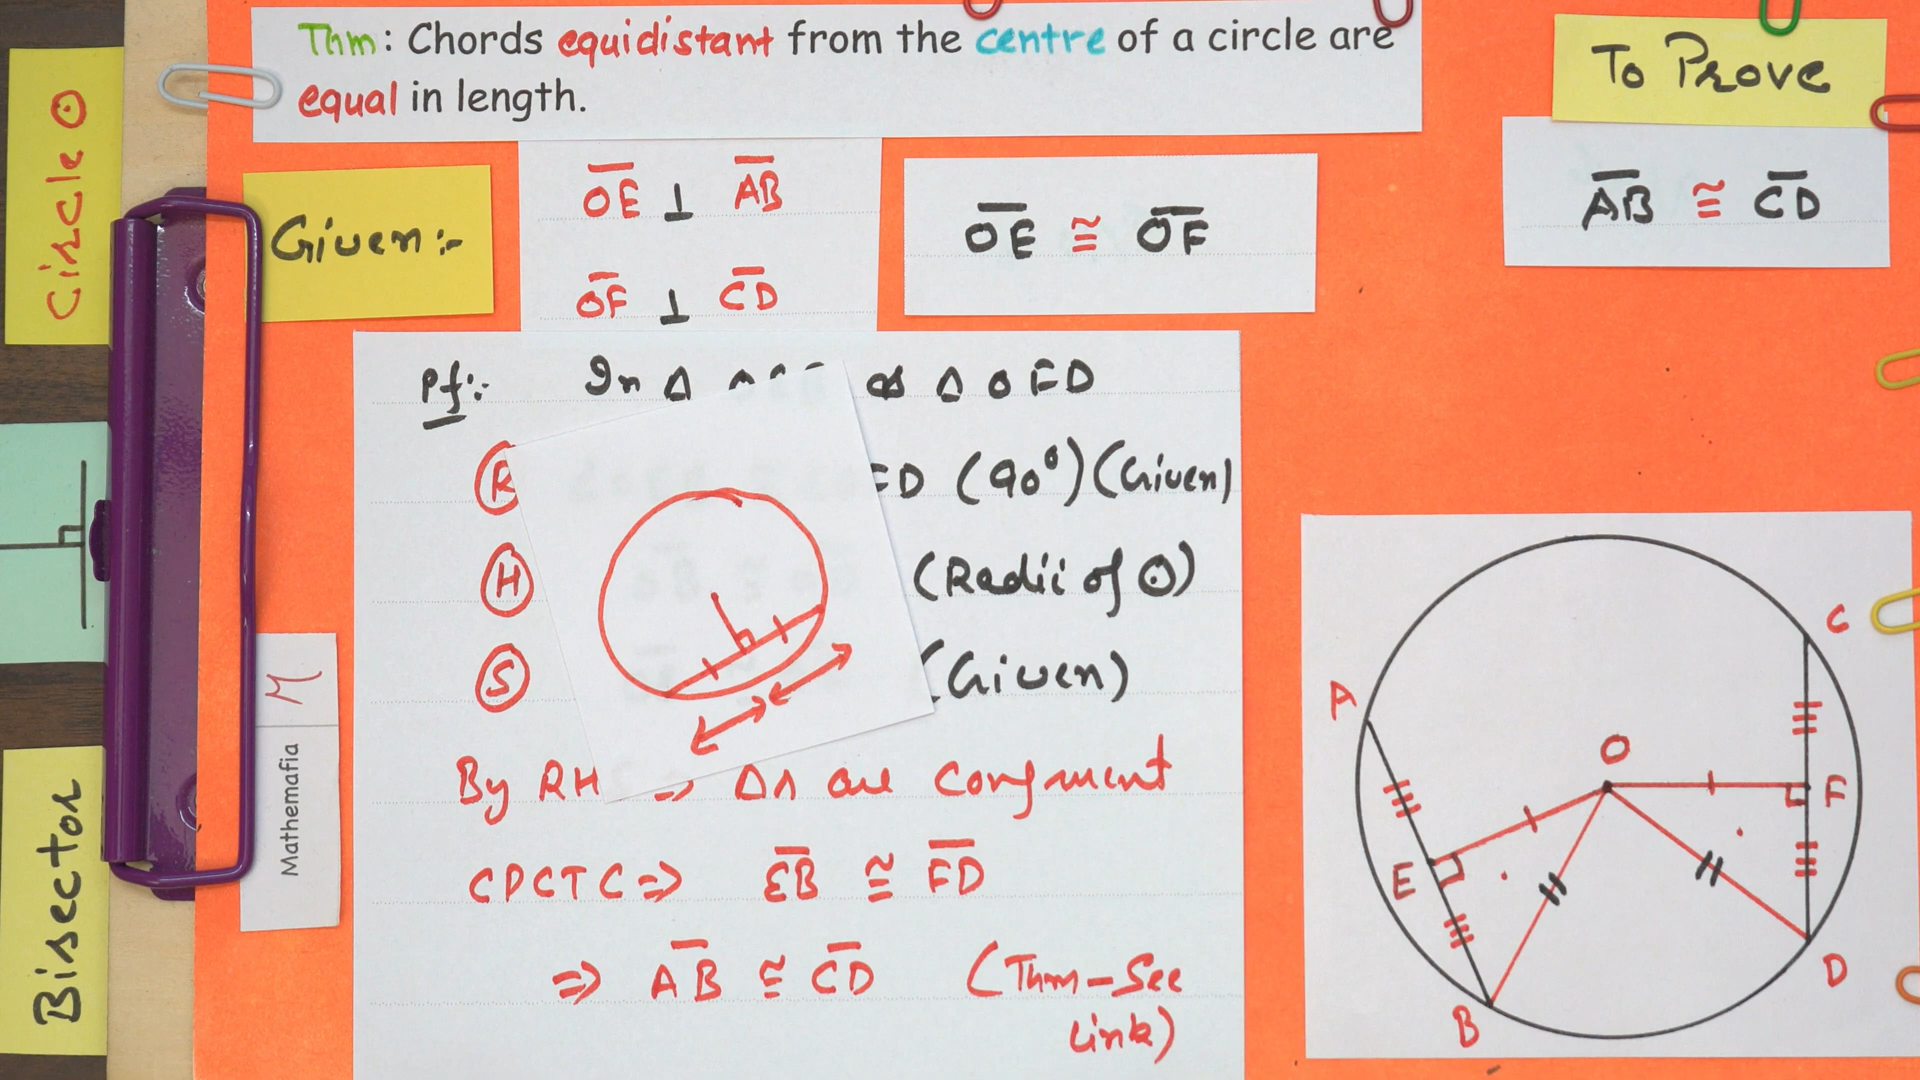 Thm: Chords equidistant from the centre of a circle are
equal in length.
To Prove
AB ≅ CD
Given:-
OE ⊥ AB
OF ⊥ CD
OE ≅ OF
Circle ⊙
Bisector
M
Mathemafia
Pf:- In Δ Δ OFD
R FD (90°) (Given)
H (Radii of ⊙)
S (Given)
By RH ⇒ Δs are congruent
CPCTC ⇒ EB ≅ FD
⇒ AB ≅ CD (Thm-See
Link)
C
A
O
F
E
D
B